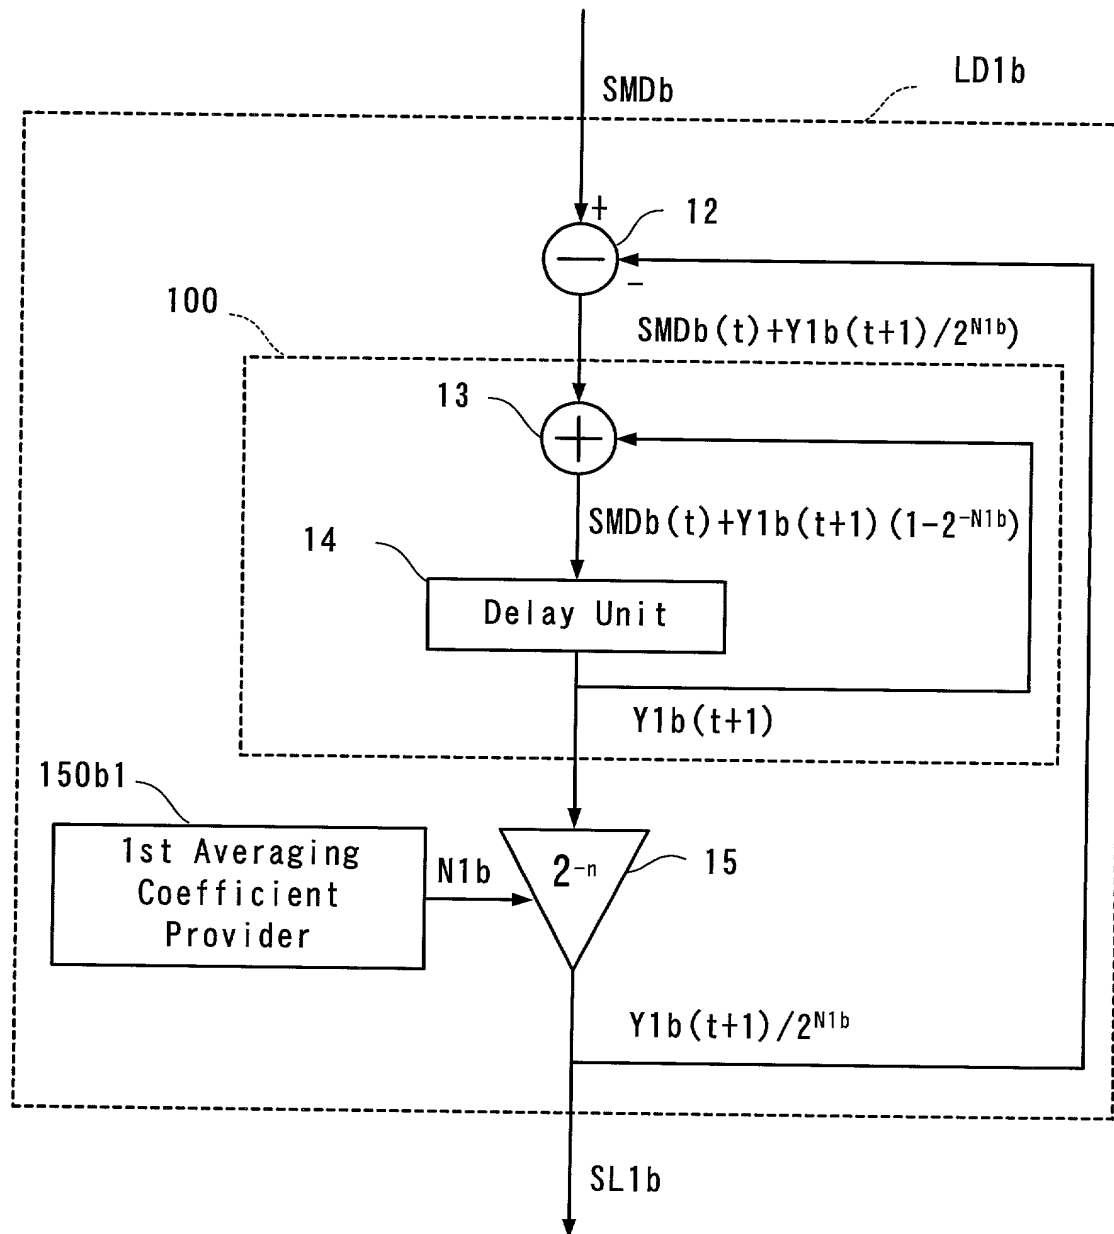 LD1b
SMDb
+
12
−
-
100
SMDb(t)+Y1b(t+1)/2^N1b)
13
+
SMDb(t)+Y1b(t+1)(1-2^-N1b)
14
Delay Unit
Y1b(t+1)
150b1
1st Averaging
Coefficient
Provider
N1b
2^-n
15
Y1b(t+1)/2^N1b
SL1b